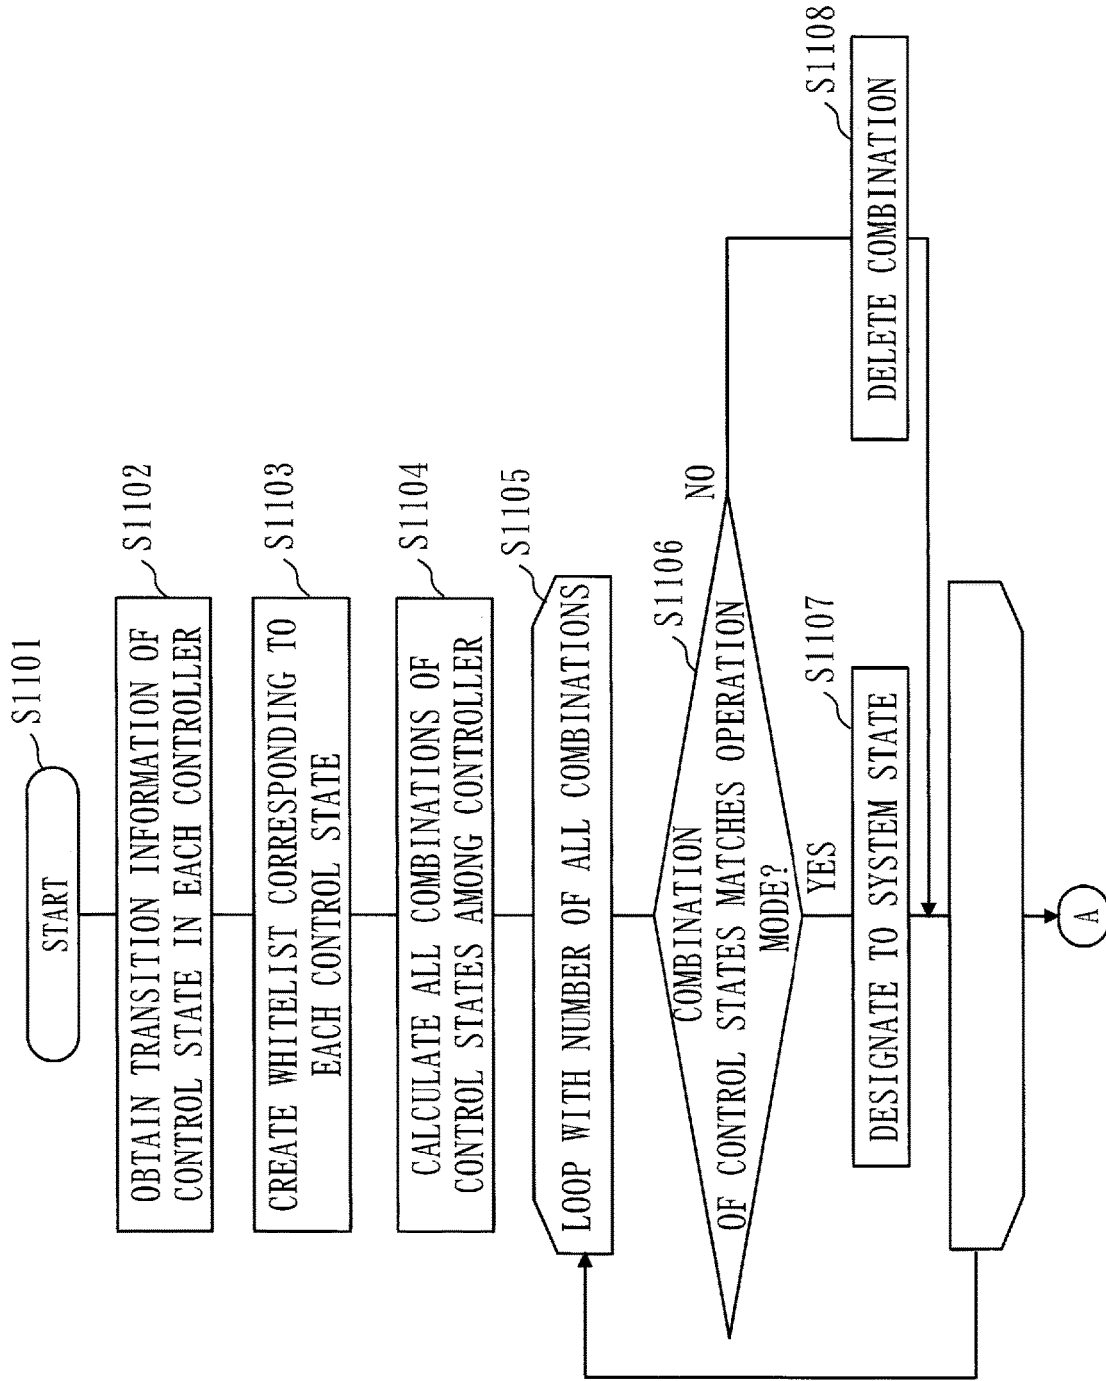 START
S1101
OBTAIN TRANSITION INFORMATION OF
CONTROL STATE IN EACH CONTROLLER
S1102
CREATE WHITELIST CORRESPONDING TO
EACH CONTROL STATE
S1103
CALCULATE ALL COMBINATIONS OF
CONTROL STATES AMONG CONTROLLER
S1104
LOOP WITH NUMBER OF ALL COMBINATIONS
S1105
COMBINATION
OF CONTROL STATES MATCHES OPERATION
MODE?
S1106
NO
YES
DESIGNATE TO SYSTEM STATE
S1107
DELETE COMBINATION
S1108
A